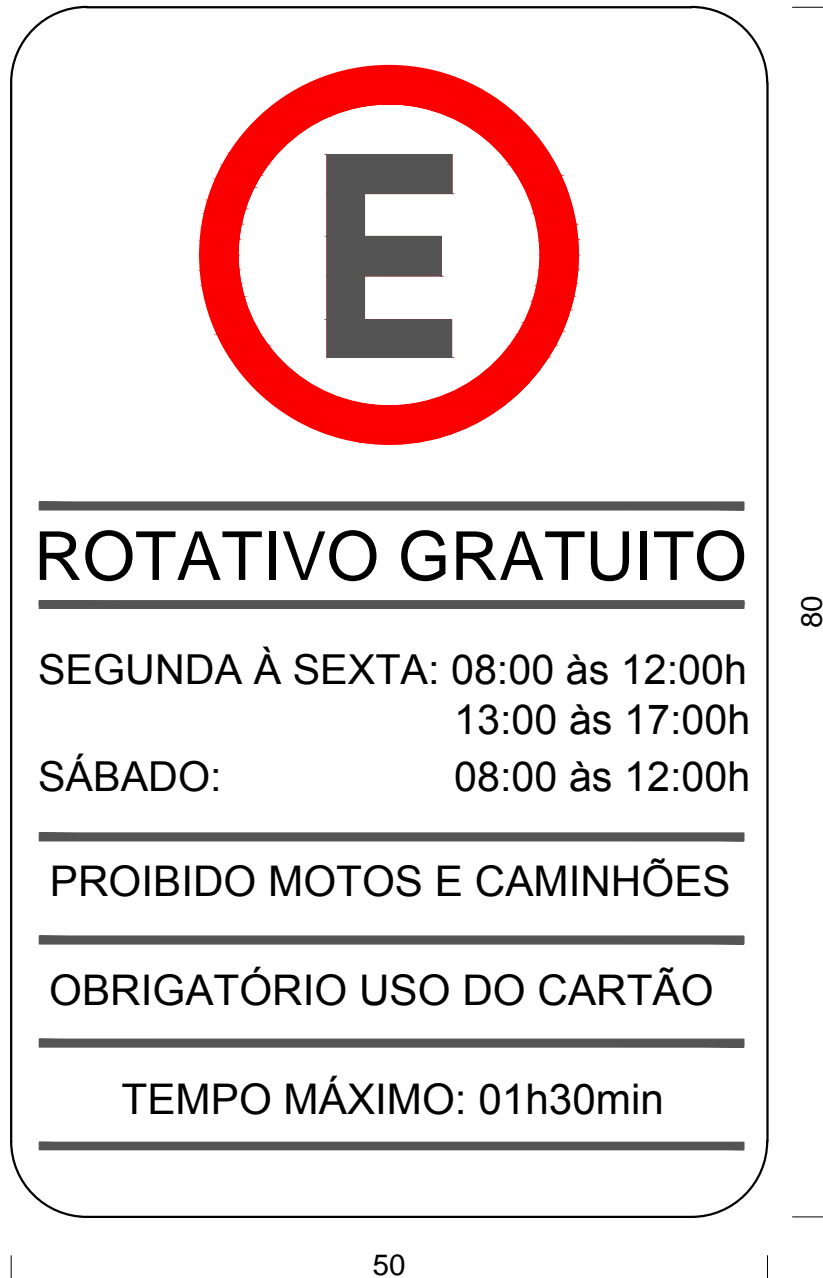 E
ROTATIVO GRATUITO
SEGUNDA À SEXTA: 08:00 às 12:00h
13:00 às 17:00h
SÁBADO: 08:00 às 12:00h
PROIBIDO MOTOS E CAMINHÕES
OBRIGATÓRIO USO DO CARTÃO
TEMPO MÁXIMO: 01h30min
80
50